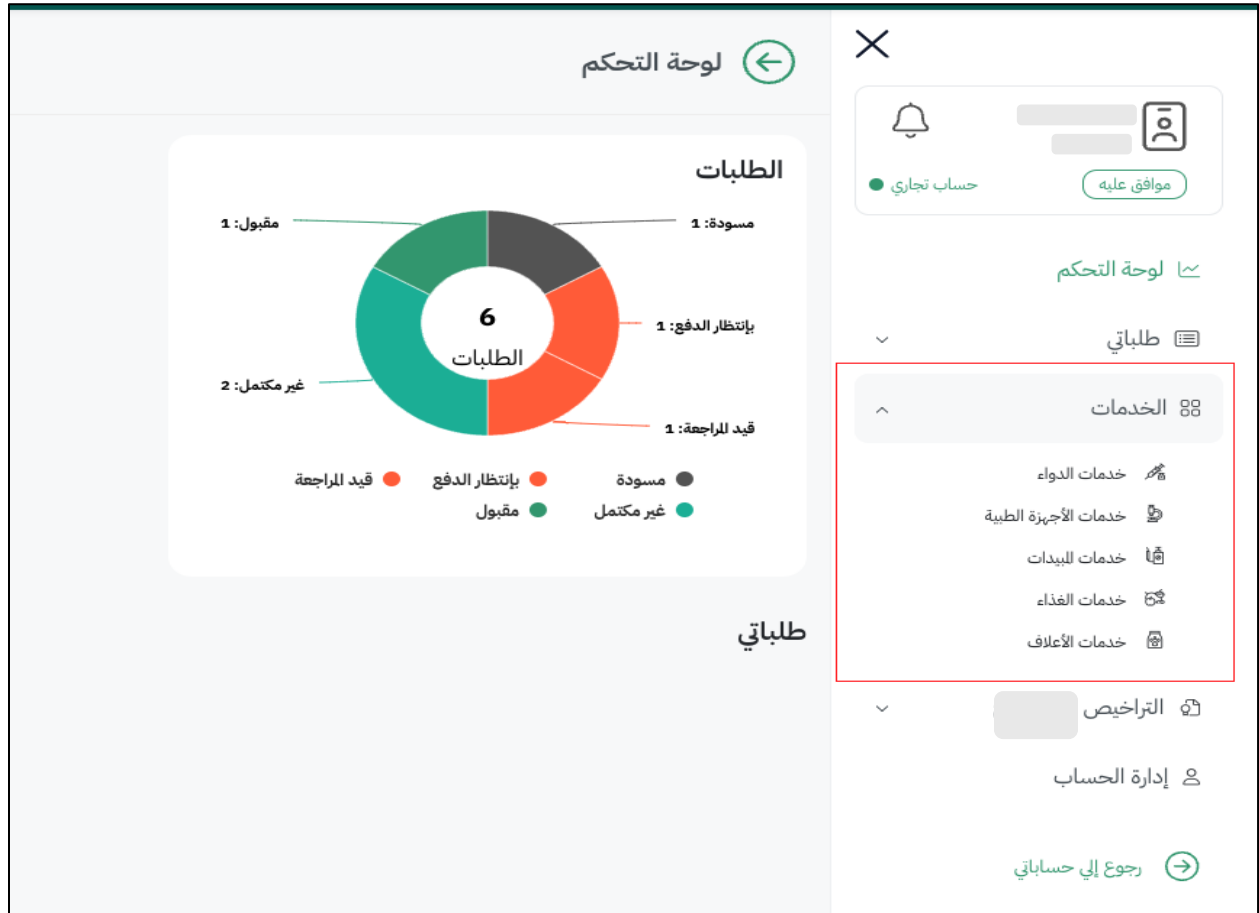 موافق عليه
حساب تجاري
لوحة التحكم
طلباتي
الخدمات
خدمات الدواء
خدمات الأجهزة الطبية
خدمات المبيدات
خدمات الغذاء
خدمات الأعلاف
التراخيص
إدارة الحساب
رجوع إلي حساباتي
لوحة التحكم
الطلبات
مسودة: 1
مقبول: 1
بإنتظار الدفع: 1
6
الطلبات
غير مكتمل: 2
قيد المراجعة: 1
مسودة بإنتظار الدفع قيد المراجعة
غير مكتمل مقبول
طلباتي